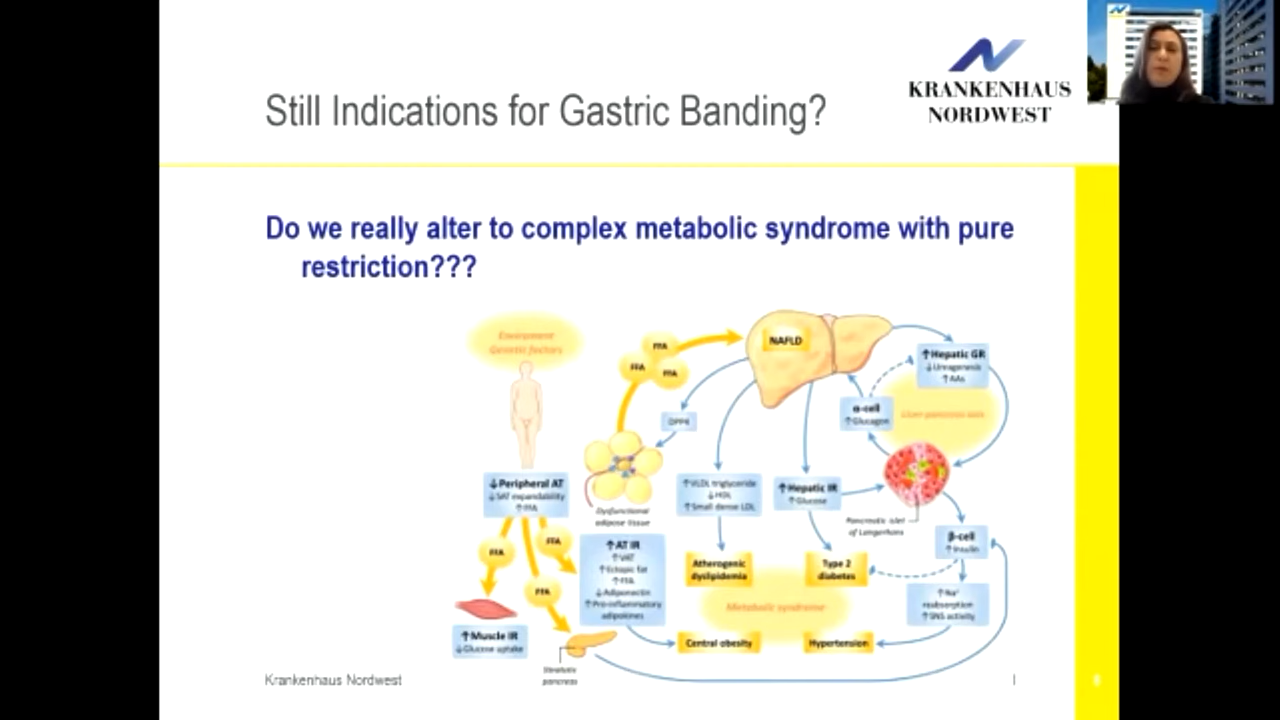 KRANKENHAUS
NORDWEST
Still Indications for Gastric Banding?
Do we really alter to complex metabolic syndrome with pure
restriction???
Enviroment
Genetic factors
FFA
FFA
FFA
NAFLD
↑Hepatic GR
↓Ureagenesis
↑AAs
DPP4
α-cell
↑Glucagon
Liver-pancreas axis
↓Peripheral AT
↓SAT expandability
↑FFA
Dysfunctional
adipose tissue
↑VLDL triglyceride
↓HDL
↑Small dense LDL
↑Hepatic IR
↑Glucose
Pancreatic islet
of Langerhans
β-cell
↑Insulin
FFA
FFA
FFA
↑AT IR
↑VAT
↑Ectopic fat
↑FFA
↓Adiponectin
↑Pro-inflammatory
adipokines
Atherogenic
dyslipidemia
Type 2
diabetes
Metabolic syndrome
↑Na⁺
reabsorption
↑SNS activity
↑Muscle IR
↓Glucose uptake
Steatotic
pancreas
Central obesity
Hypertension
Krankenhaus Nordwest
I